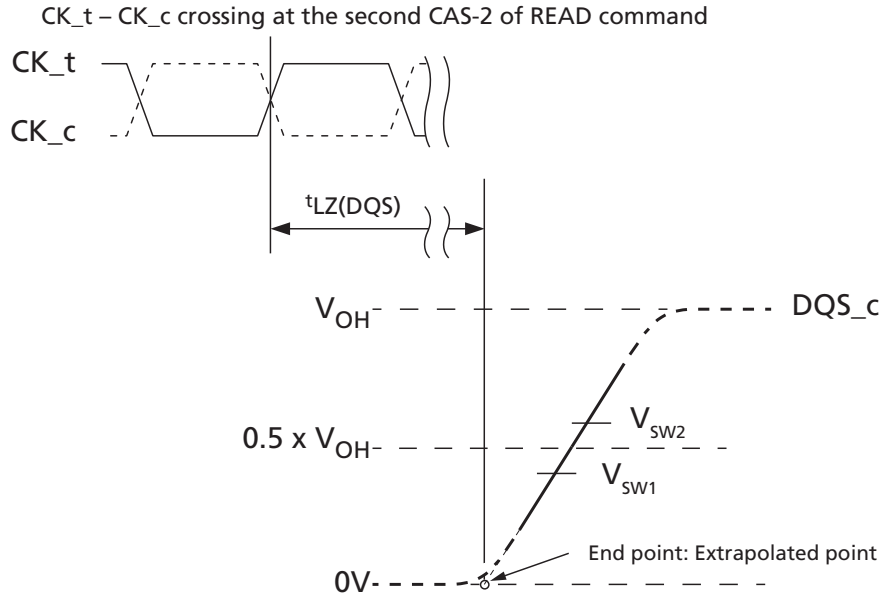 CK_t – CK_c crossing at the second CAS-2 of READ command
CK_t
CK_c
tLZ(DQS)
VOH
DQS_c
VSW2
0.5 x VOH
VSW1
End point: Extrapolated point
0V